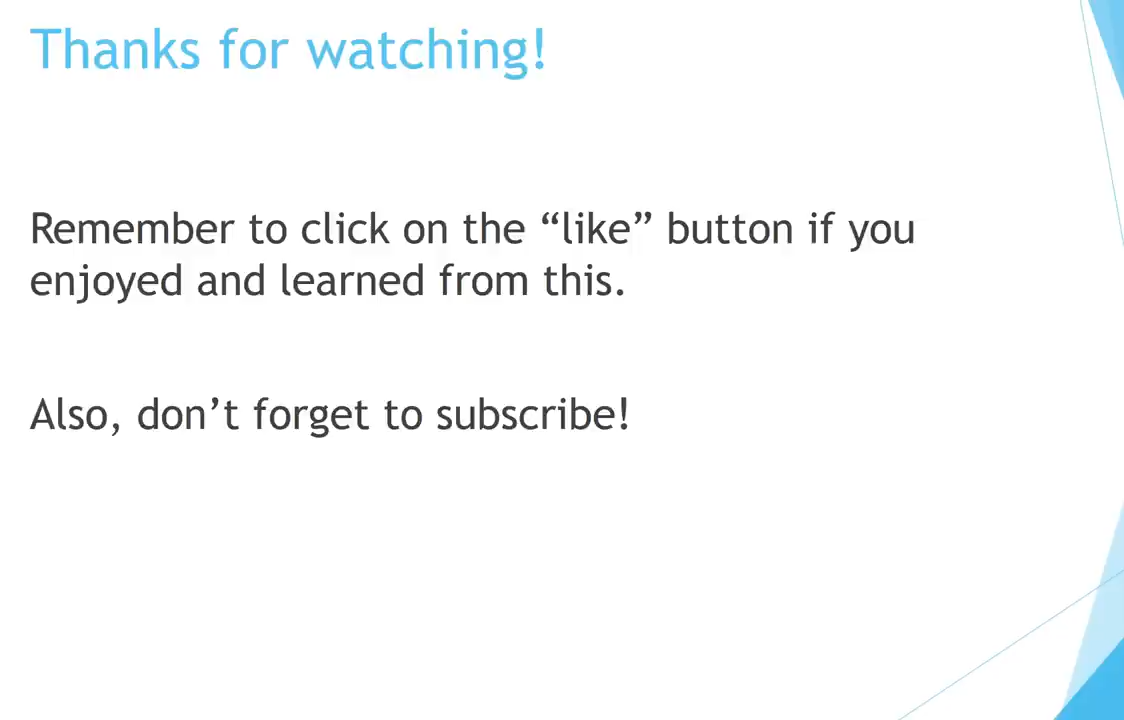 Thanks for watching!
Remember to click on the “like” button if you
enjoyed and learned from this.
Also, don’t forget to subscribe!